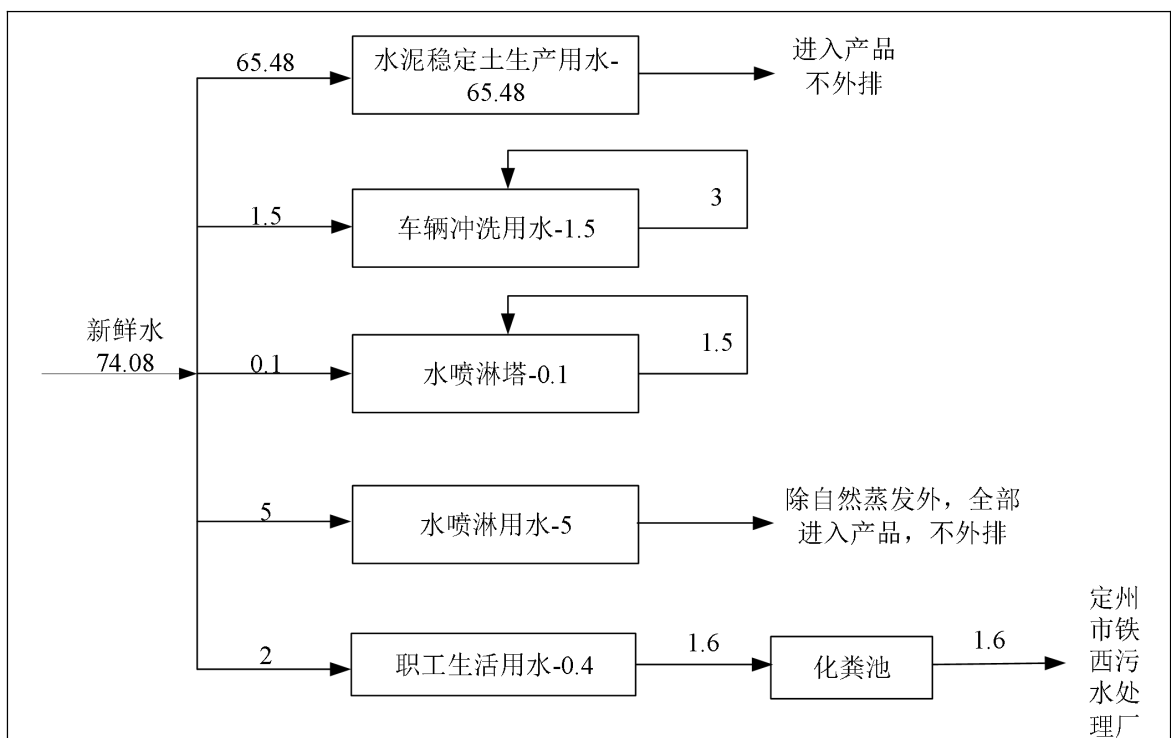 65.48
水泥稳定土生产用水-
65.48
进入产品
不外排
1.5
车辆冲洗用水-1.5
3
新鲜水
74.08
0.1
水喷淋塔-0.1
1.5
5
水喷淋用水-5
除自然蒸发外，全部
进入产品，不外排
2
职工生活用水-0.4
1.6
化粪池
1.6
定州
市铁
西污
水处
理厂